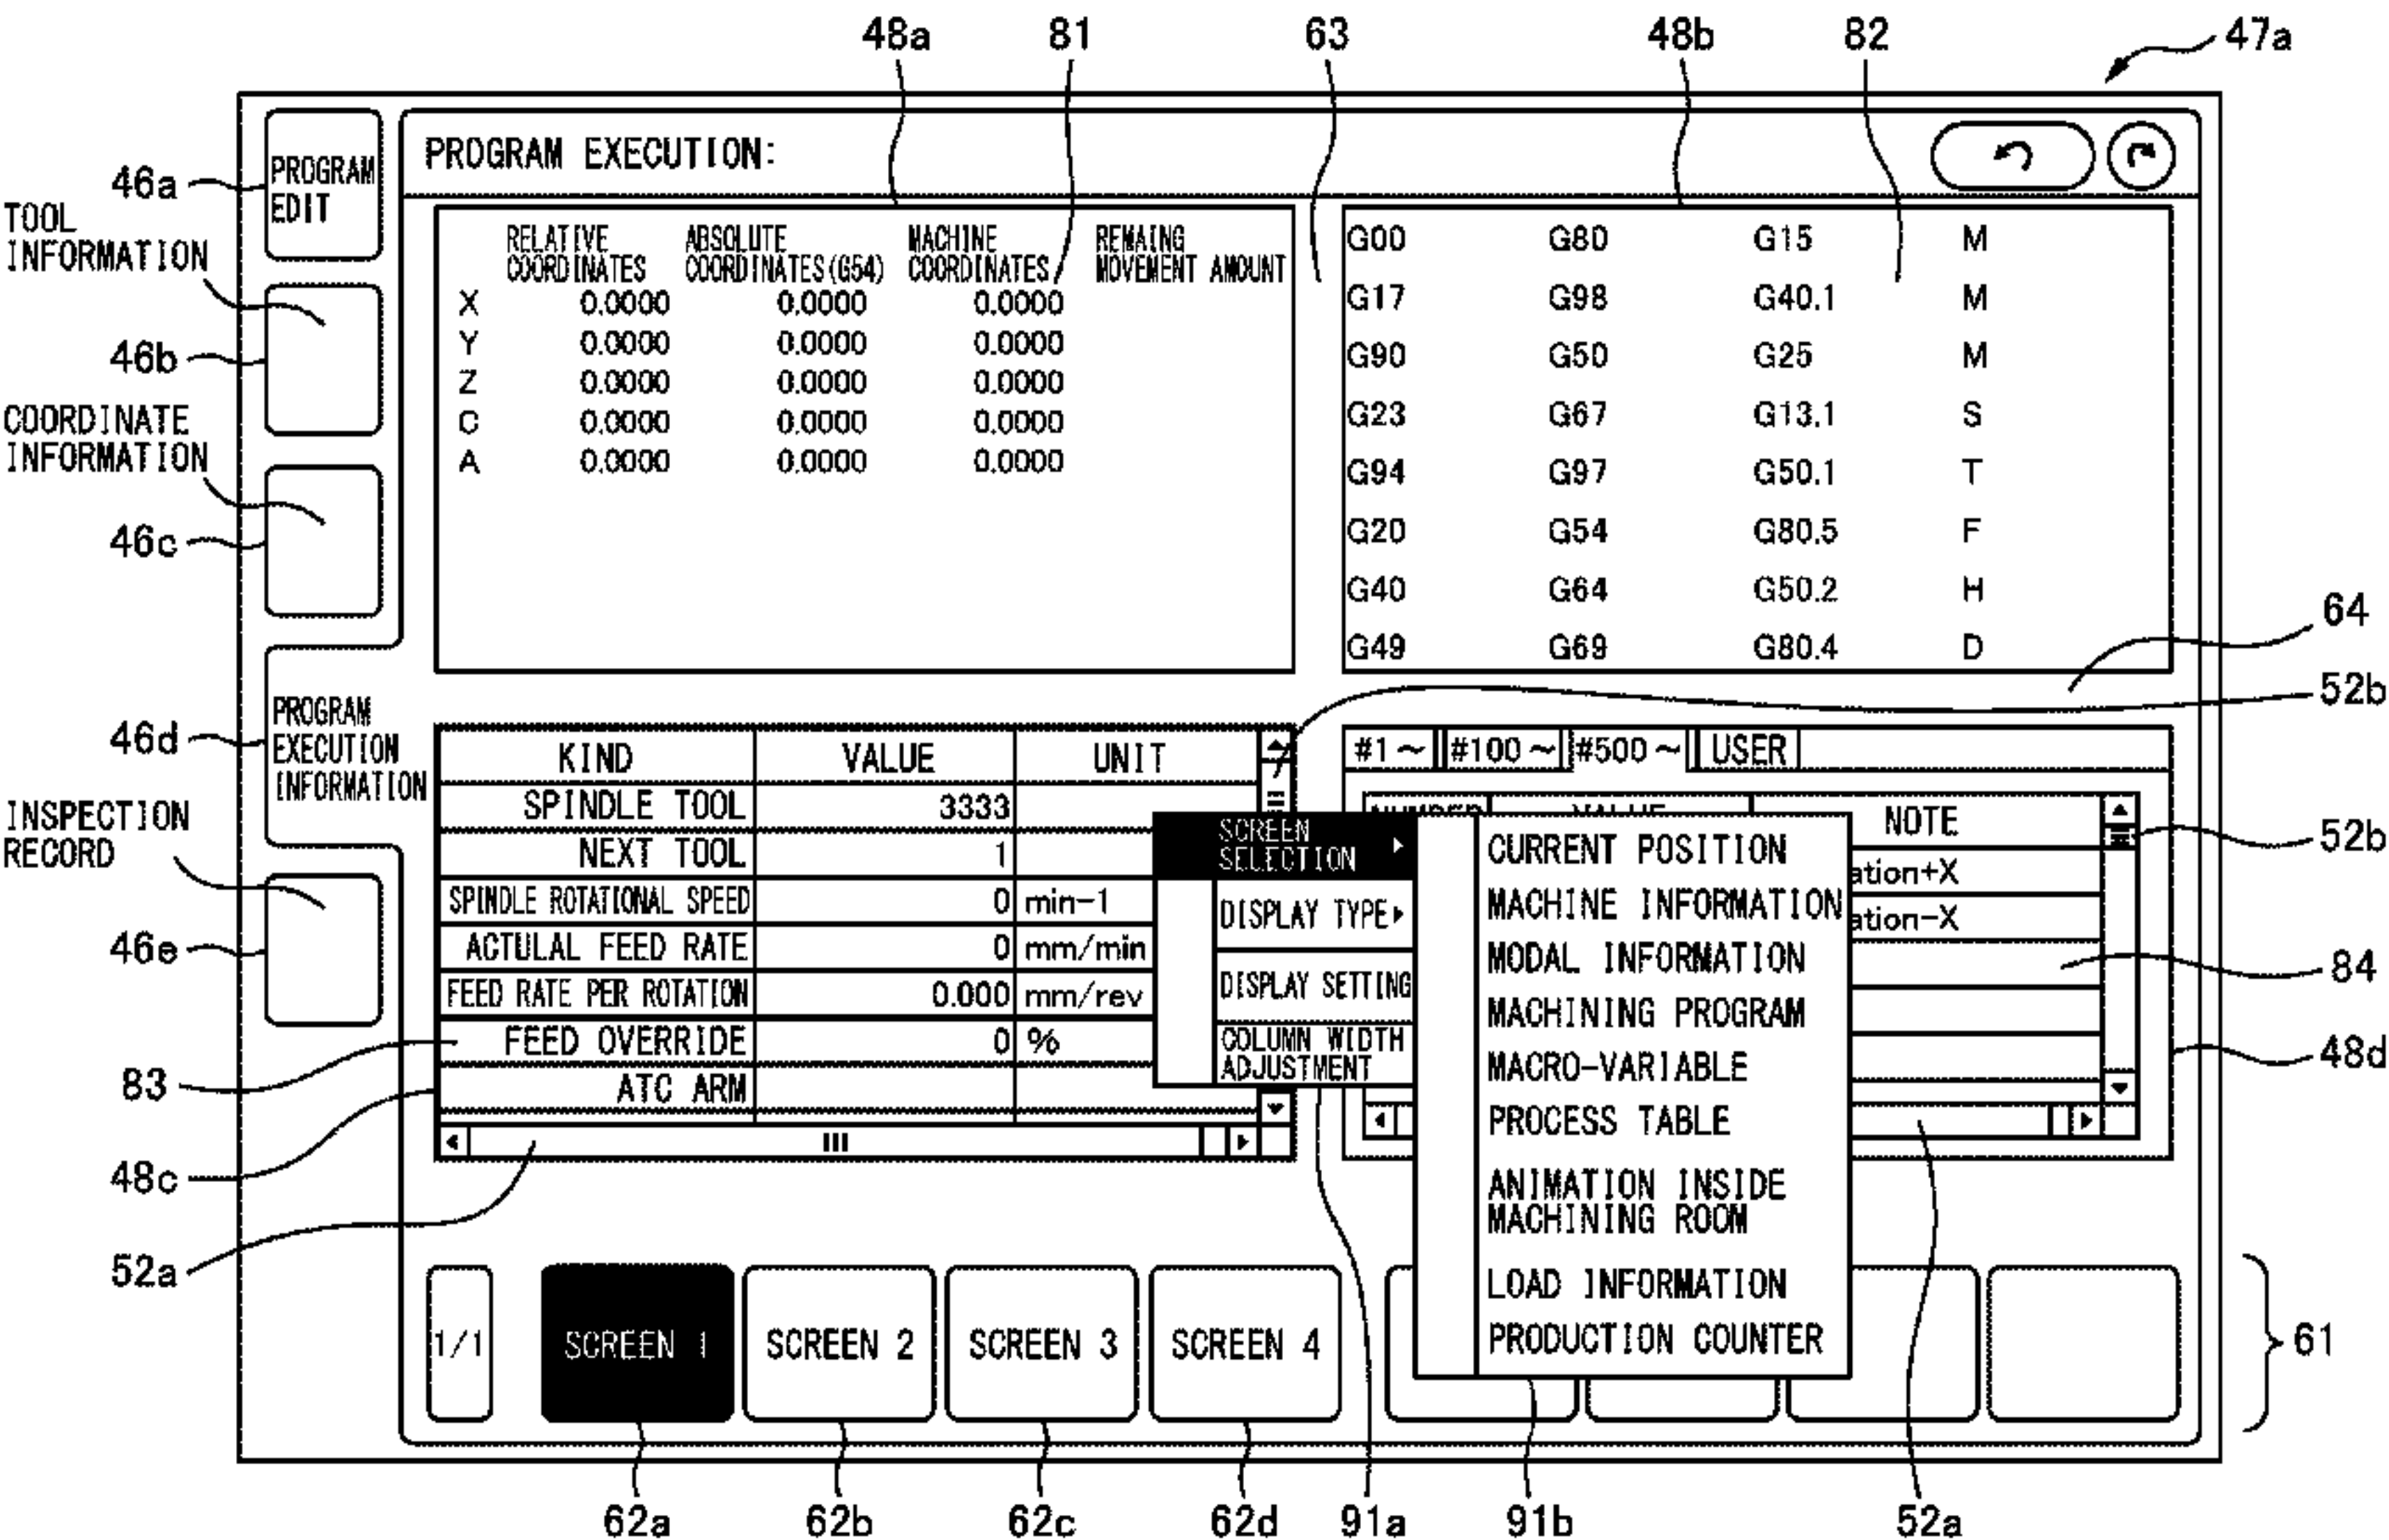 48a 81 63 48b 82 47a
PROGRAM EXECUTION:
46a
PROGRAM
EDIT
TOOL
INFORMATION
46b
COORDINATE
INFORMATION
46c
46d
PROGRAM
EXECUTION
INFORMATION
INSPECTION
RECORD
46e
RELATIVE COORDINATES ABSOLUTE COORDINATES(G54) MACHINE COORDINATES REMAING MOVEMENT AMOUNT
X 0.0000 0.0000 0.0000
Y 0.0000 0.0000 0.0000
Z 0.0000 0.0000 0.0000
C 0.0000 0.0000 0.0000
A 0.0000 0.0000 0.0000
G00 G80 G15 M
G17 G98 G40.1 M
G90 G50 G25 M
G23 G67 G13.1 S
G94 G97 G50.1 T
G20 G54 G80.5 F
G40 G64 G50.2 H
G49 G69 G80.4 D
64
52b
KIND VALUE UNIT
SPINDLE TOOL 3333
NEXT TOOL 1
SPINDLE ROTATIONAL SPEED 0 min-1
ACTULAL FEED RATE 0 mm/min
FEED RATE PER ROTATION 0.000 mm/rev
FEED OVERRIDE 0 %
ATC ARM
83
48c
52a
SCREEN
SELECTION
DISPLAY TYPE
DISPLAY SETTING
COLUMN WIDTH
ADJUSTMENT
#1～ #100～ #500～ USER
NOTE
ation+X
ation-X
52b
84
48d
CURRENT POSITION
MACHINE INFORMATION
MODAL INFORMATION
MACHINING PROGRAM
MACRO-VARIABLE
PROCESS TABLE
ANIMATION INSIDE
MACHINING ROOM
LOAD INFORMATION
PRODUCTION COUNTER
1/1 SCREEN 1 SCREEN 2 SCREEN 3 SCREEN 4
61
62a 62b 62c 62d 91a 91b 52a